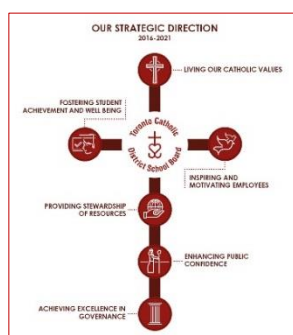 OUR STRATEGIC DIRECTION
2016-2021
LIVING OUR CATHOLIC VALUES
FOSTERING STUDENT
ACHIEVEMENT AND WELL BEING
Toronto Catholic
District School Board
INSPIRING AND
MOTIVATING EMPLOYEES
PROVIDING STEWARDSHIP
OF RESOURCES
ENHANCING PUBLIC
CONFIDENCE
ACHIEVING EXCELLENCE IN
GOVERNANCE